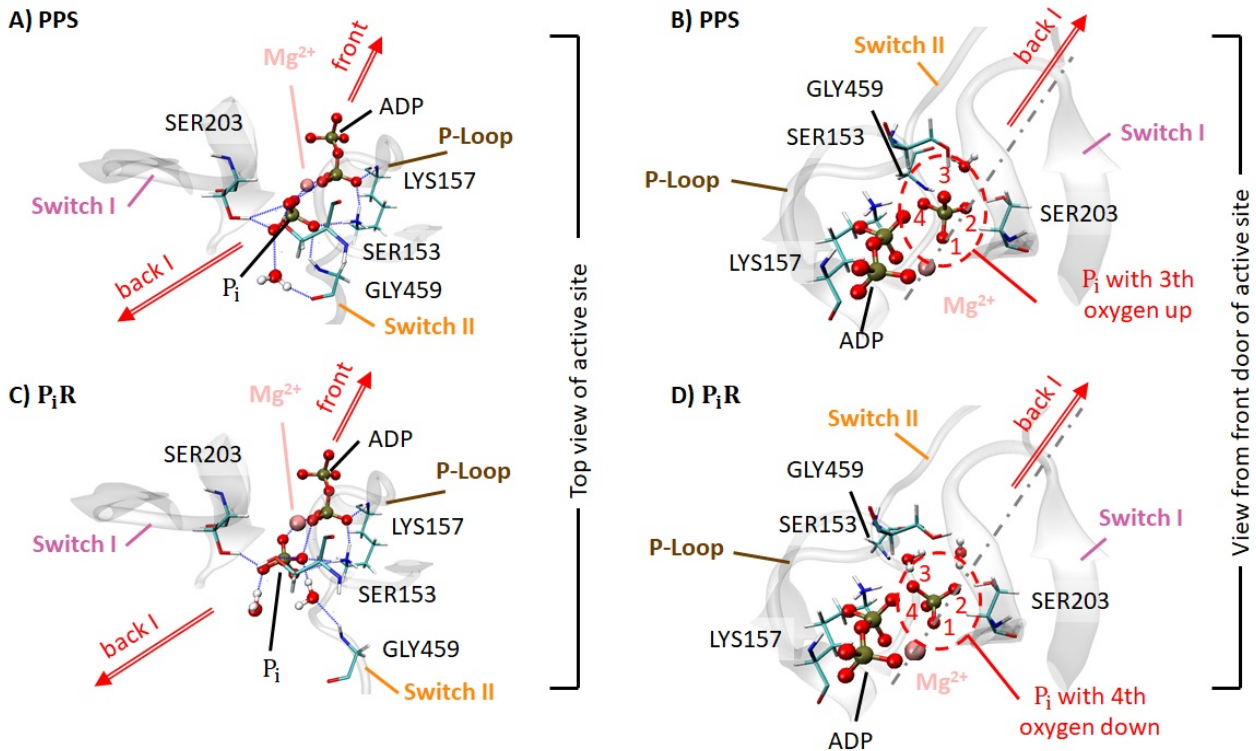 A) PPS
Mg2+
front
ADP
SER203
P-Loop
LYS157
Switch I
SER153
back I
Pi
GLY459
Switch II
Top view of active site
B) PPS
Switch II
back I
GLY459
SER153
Switch I
P-Loop
3
4
2
1
SER203
LYS157
Mg2+
Pi with 3th
oxygen up
ADP
View from front door of active site
C) PiR
Mg2+
front
ADP
SER203
P-Loop
LYS157
Switch I
SER153
back I
Pi
GLY459
Switch II
D) PiR
Switch II
back I
GLY459
SER153
Switch I
P-Loop
3
4
2
1
SER203
LYS157
Mg2+
Pi with 4th
oxygen down
ADP